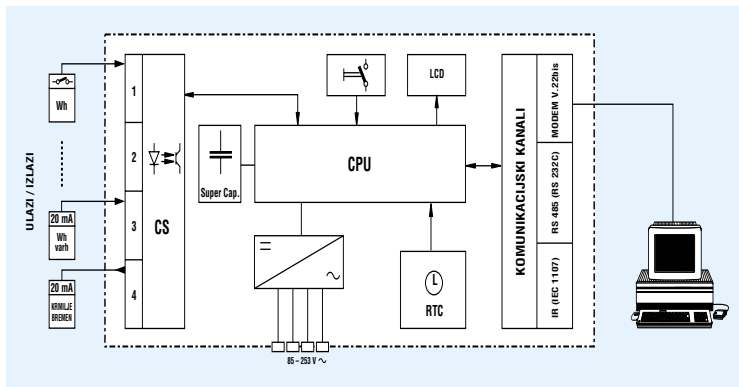 ULAZI / IZLAZI
Wh
20 mA
Wh
varh
20 mA
KRMILJE
BREMEN
1
2
3
4
CS
Super Cap.
LCD
CPU
RTC
85 – 253 V ~
KOMUNIKACIJSKI KANALI
MODEM V.22bis
RS 485 (RS 232C)
IR (IEC 1107)